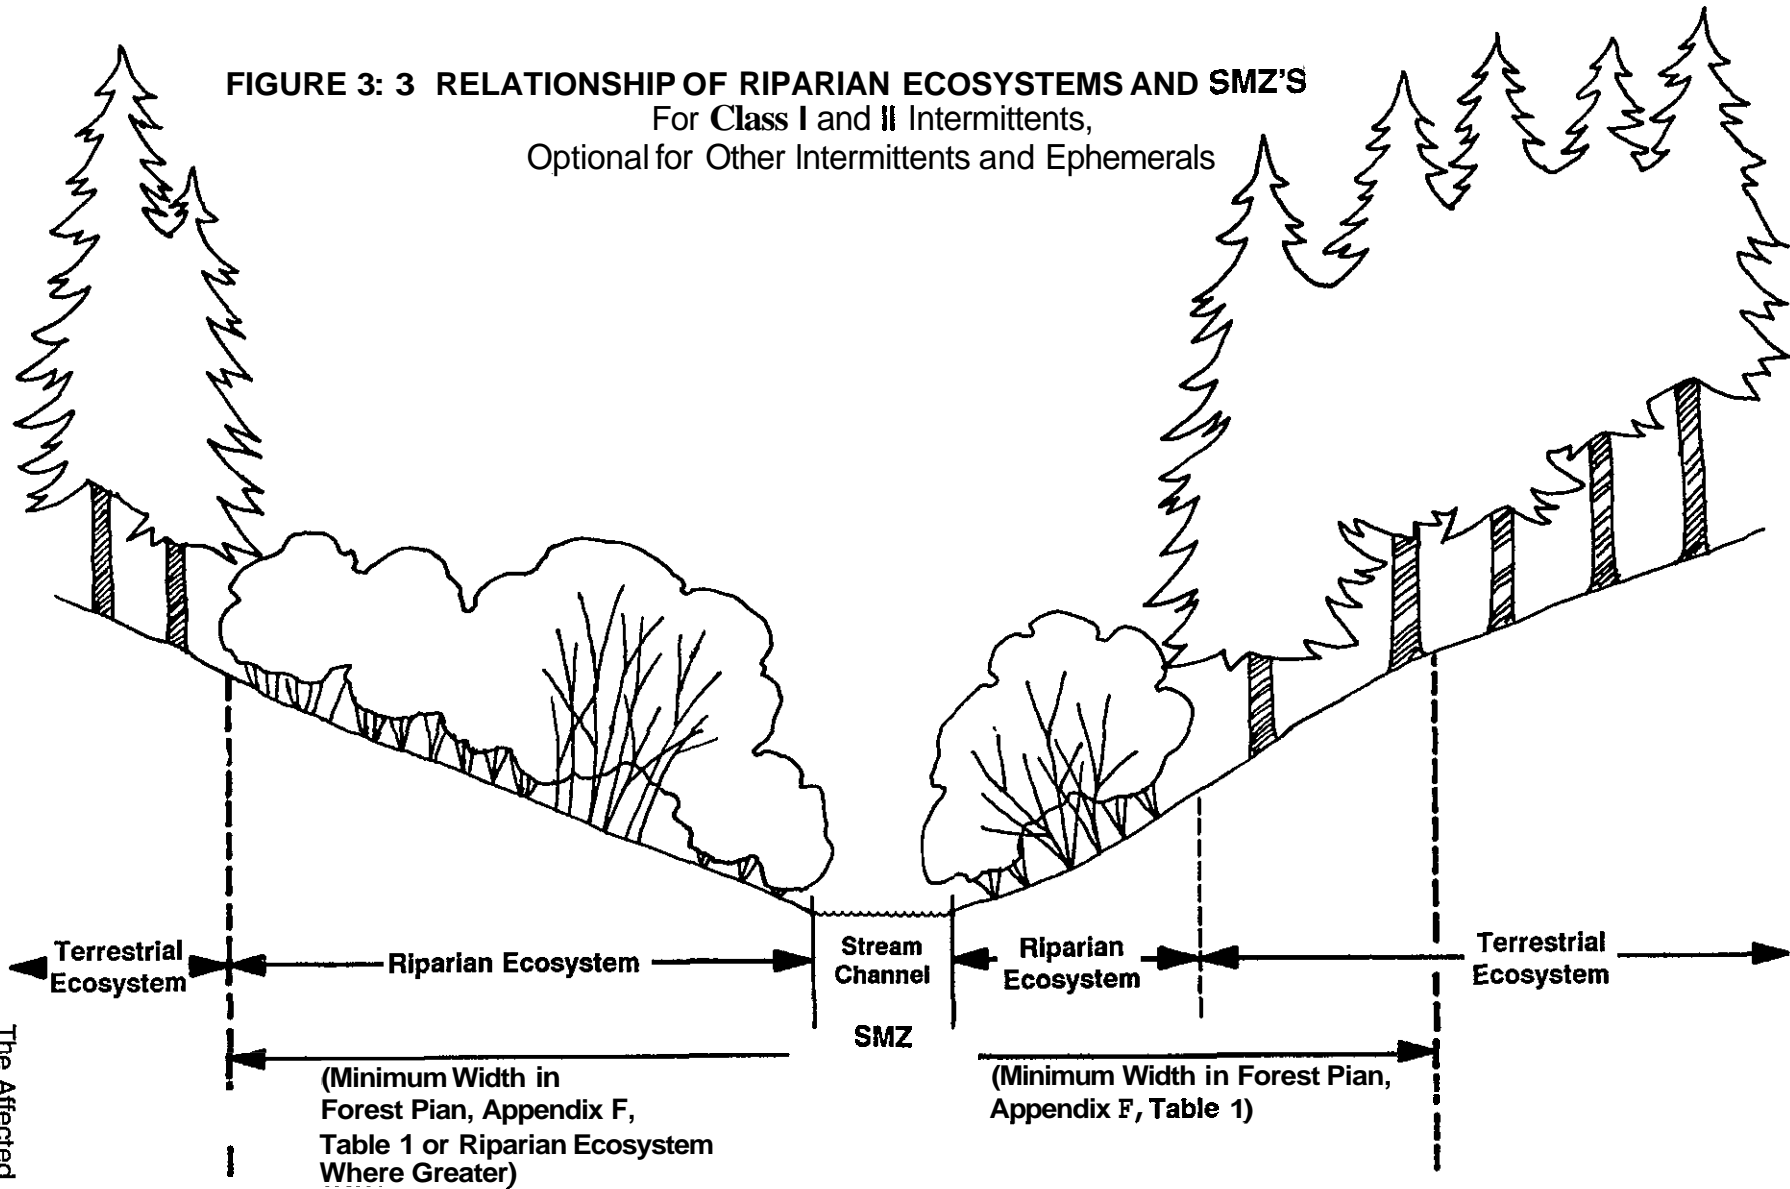 FIGURE 3: 3 RELATIONSHIP OF RIPARIAN ECOSYSTEMS AND SMZ'S
For Class I and II Intermittents,
Optional for Other Intermittents and Ephemerals
Terrestrial
Ecosystem
Riparian Ecosystem
Stream
Channel
Riparian
Ecosystem
Terrestrial
Ecosystem
SMZ
(Minimum Width in
Forest Pian, Appendix F,
Table 1 or Riparian Ecosystem
Where Greater)
(Minimum Width in Forest Pian,
Appendix F, Table 1)
The Affected